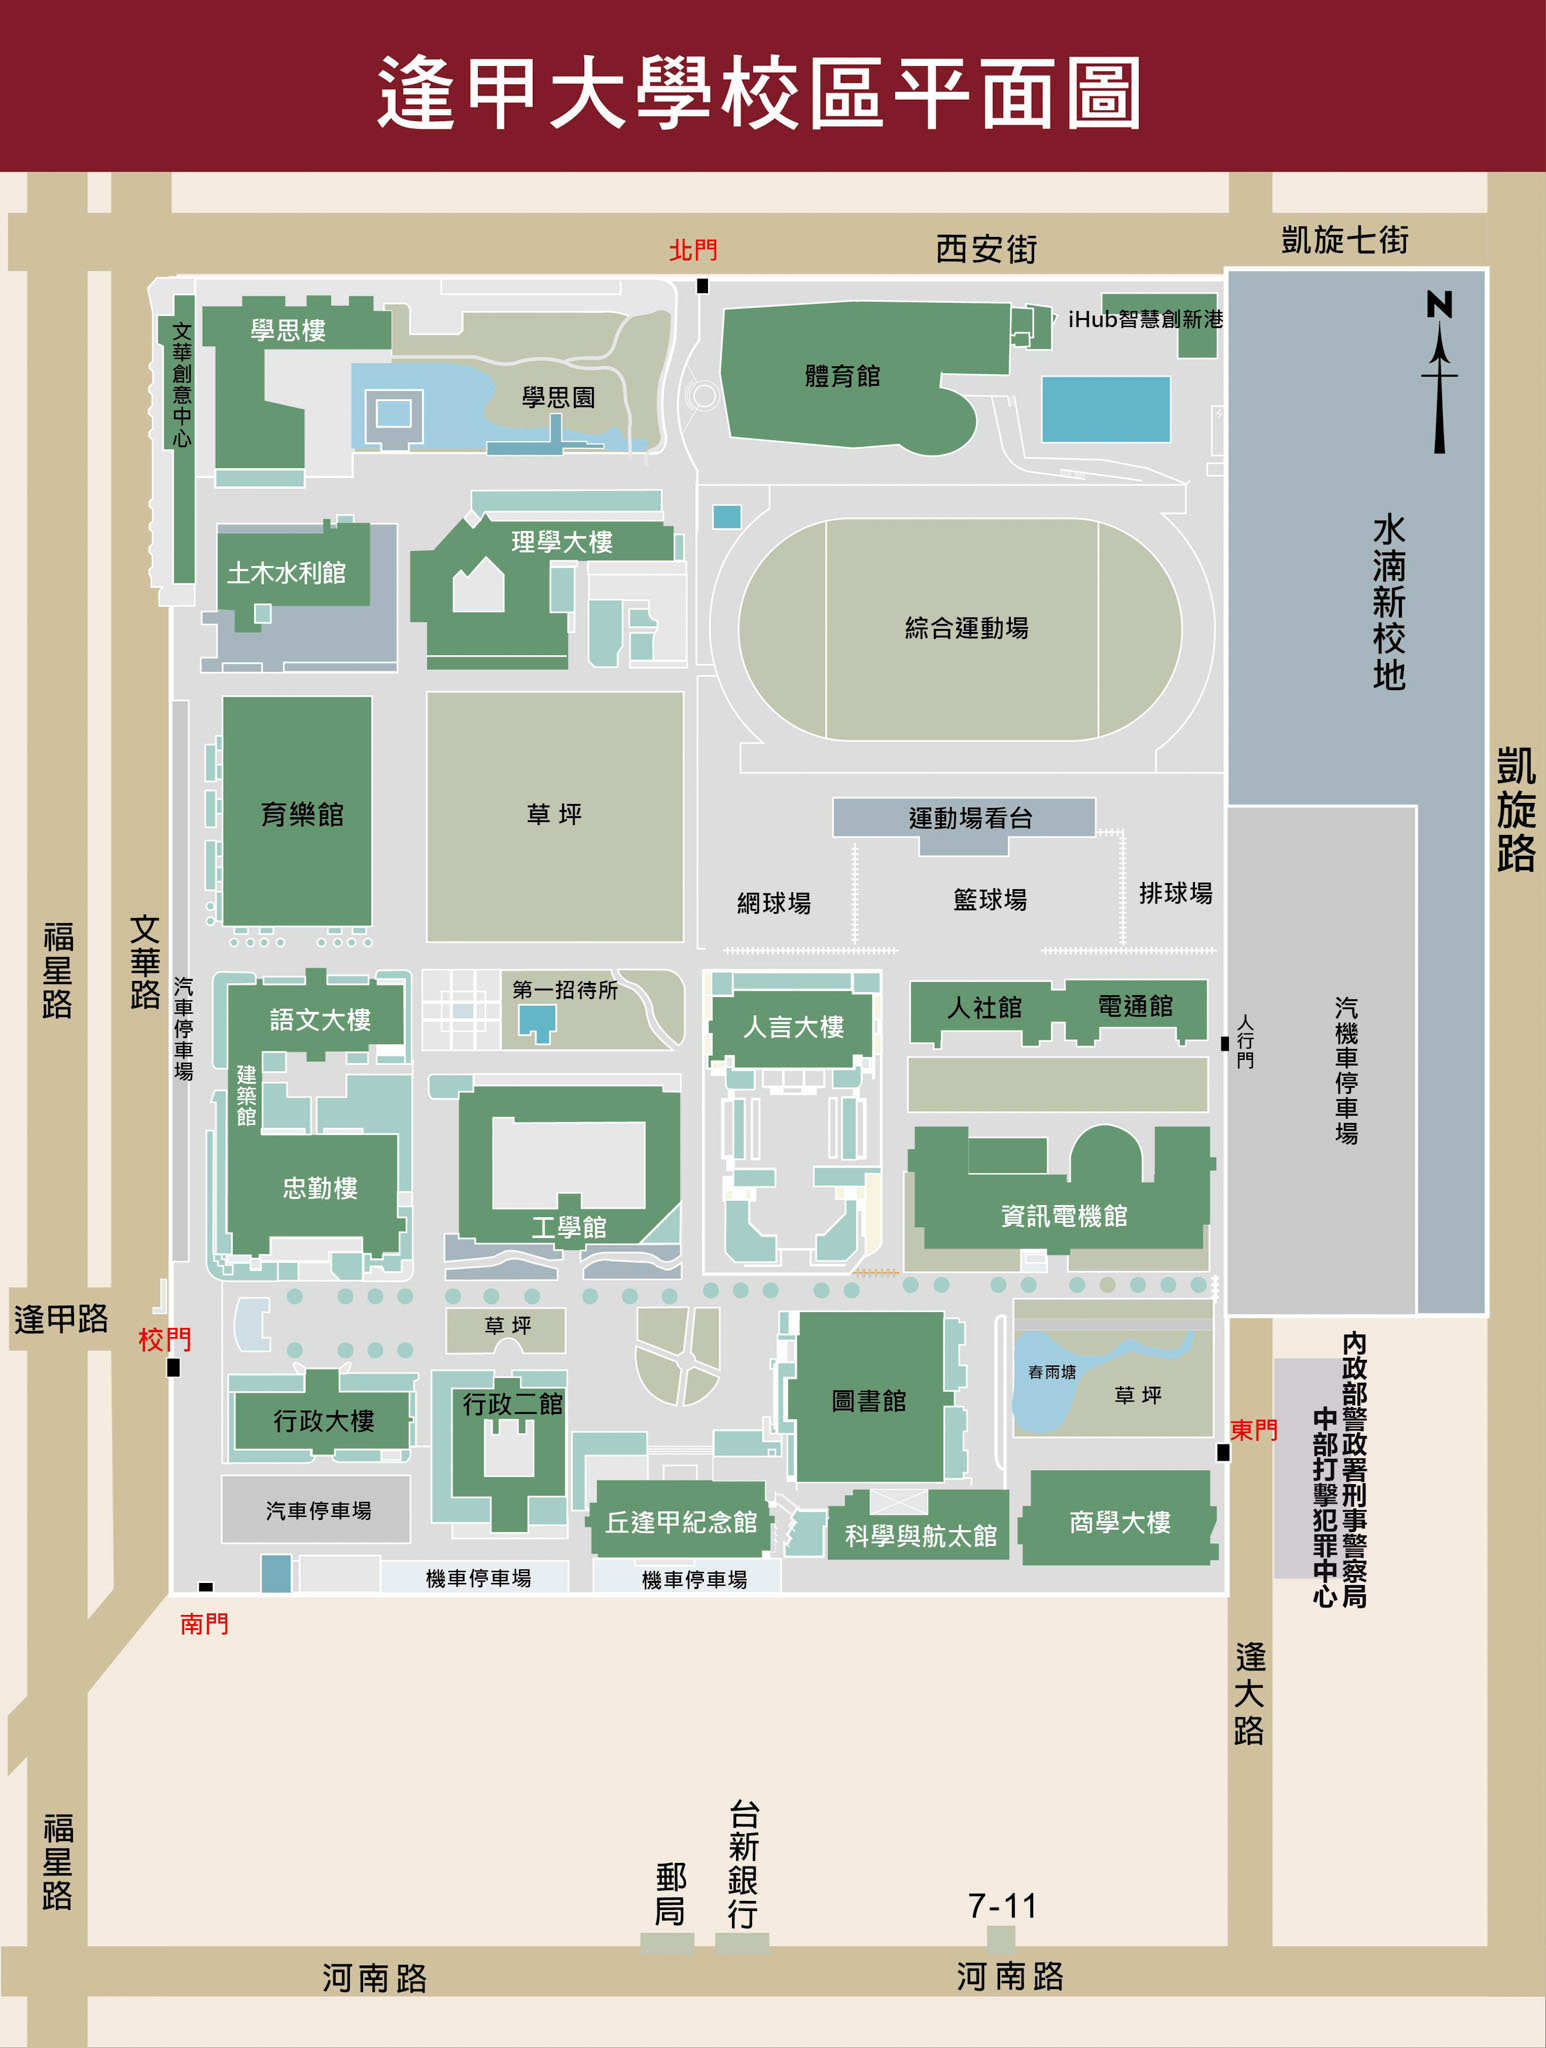 逢甲大學校區平面圖
北門
西安街
凱旋七街
N
文華創意中心
學思樓
學思園
體育館
iHub智慧創新港
土木水利館
理學大樓
綜合運動場
水湳新校地
育樂館
草坪
運動場看台
網球場
籃球場
排球場
凱旋路
福星路
文華路
汽車停車場
語文大樓
第一招待所
人言大樓
人社館
電通館
人行門
汽機車停車場
建築館
忠勤樓
工學館
資訊電機館
逢甲路
校門
草坪
行政大樓
行政二館
圖書館
春雨塘
草坪
東門
內政部警政署刑事警察局
中部打擊犯罪中心
汽車停車場
丘逢甲紀念館
科學與航太館
商學大樓
機車停車場
機車停車場
南門
逢大路
福星路
郵局
台新銀行
7-11
河南路
河南路